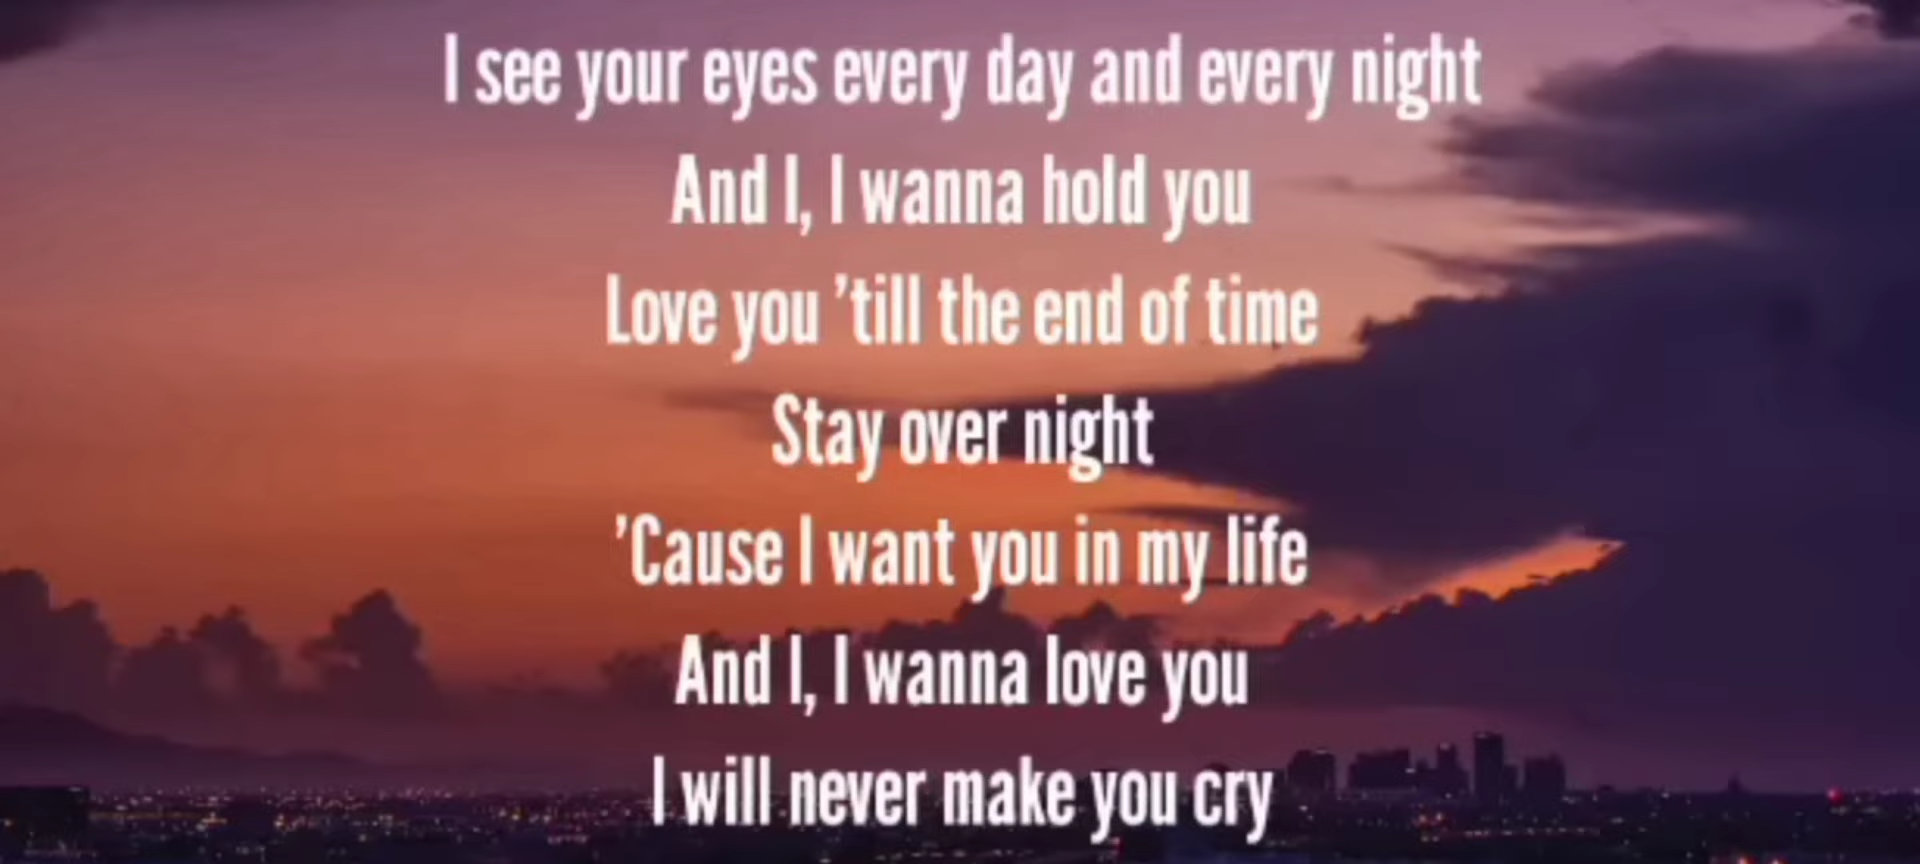 I see your eyes every day and every night
And I, I wanna hold you
Love you 'till the end of time
Stay over night
'Cause I want you in my life
And I, I wanna love you
I will never make you cry